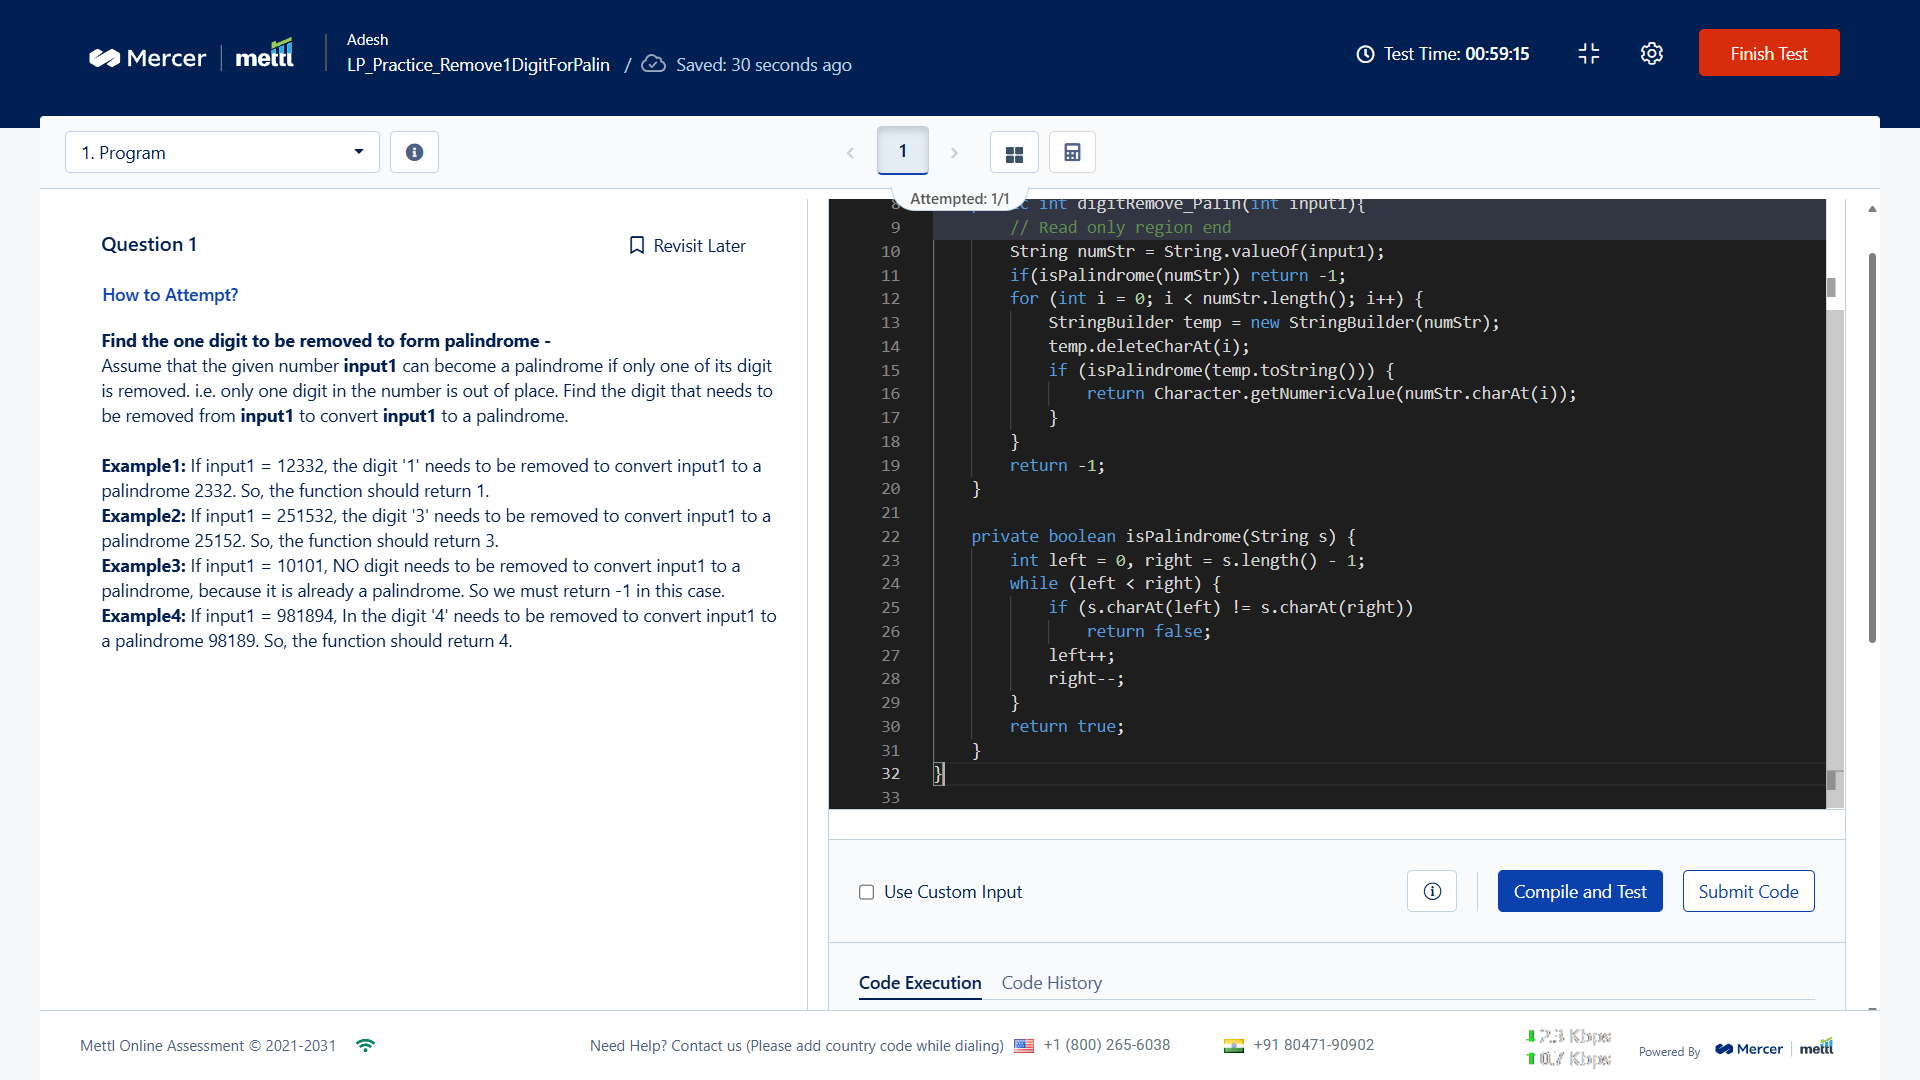 Mercer mettl
Adesh
LP_Practice_Remove1DigitForPalin / Saved: 30 seconds ago
Test Time: 00:59:15
Finish Test
1. Program
1
Attempted: 1/1
Question 1
Revisit Later
How to Attempt?
Find the one digit to be removed to form palindrome -
Assume that the given number input1 can become a palindrome if only one of its digit
is removed. i.e. only one digit in the number is out of place. Find the digit that needs to
be removed from input1 to convert input1 to a palindrome.
Example1: If input1 = 12332, the digit '1' needs to be removed to convert input1 to a
palindrome 2332. So, the function should return 1.
Example2: If input1 = 251532, the digit '3' needs to be removed to convert input1 to a
palindrome 25152. So, the function should return 3.
Example3: If input1 = 10101, NO digit needs to be removed to convert input1 to a
palindrome, because it is already a palindrome. So we must return -1 in this case.
Example4: If input1 = 981894, In the digit '4' needs to be removed to convert input1 to
a palindrome 98189. So, the function should return 4.
8 int digitRemove_Palin(int input1){
9 // Read only region end
10 String numStr = String.valueOf(input1);
11 if(isPalindrome(numStr)) return -1;
12 for (int i = 0; i < numStr.length(); i++) {
13 StringBuilder temp = new StringBuilder(numStr);
14 temp.deleteCharAt(i);
15 if (isPalindrome(temp.toString())) {
16 return Character.getNumericValue(numStr.charAt(i));
17 }
18 }
19 return -1;
20 }
21
22 private boolean isPalindrome(String s) {
23 int left = 0, right = s.length() - 1;
24 while (left < right) {
25 if (s.charAt(left) != s.charAt(right))
26 return false;
27 left++;
28 right--;
29 }
30 return true;
31 }
32 }
33
Use Custom Input
Compile and Test
Submit Code
Code Execution
Code History
Mettl Online Assessment © 2021-2031
Need Help? Contact us (Please add country code while dialing) +1 (800) 265-6038
+91 80471-90902
2.3 Kbps
0.7 Kbps
Powered By Mercer mettl